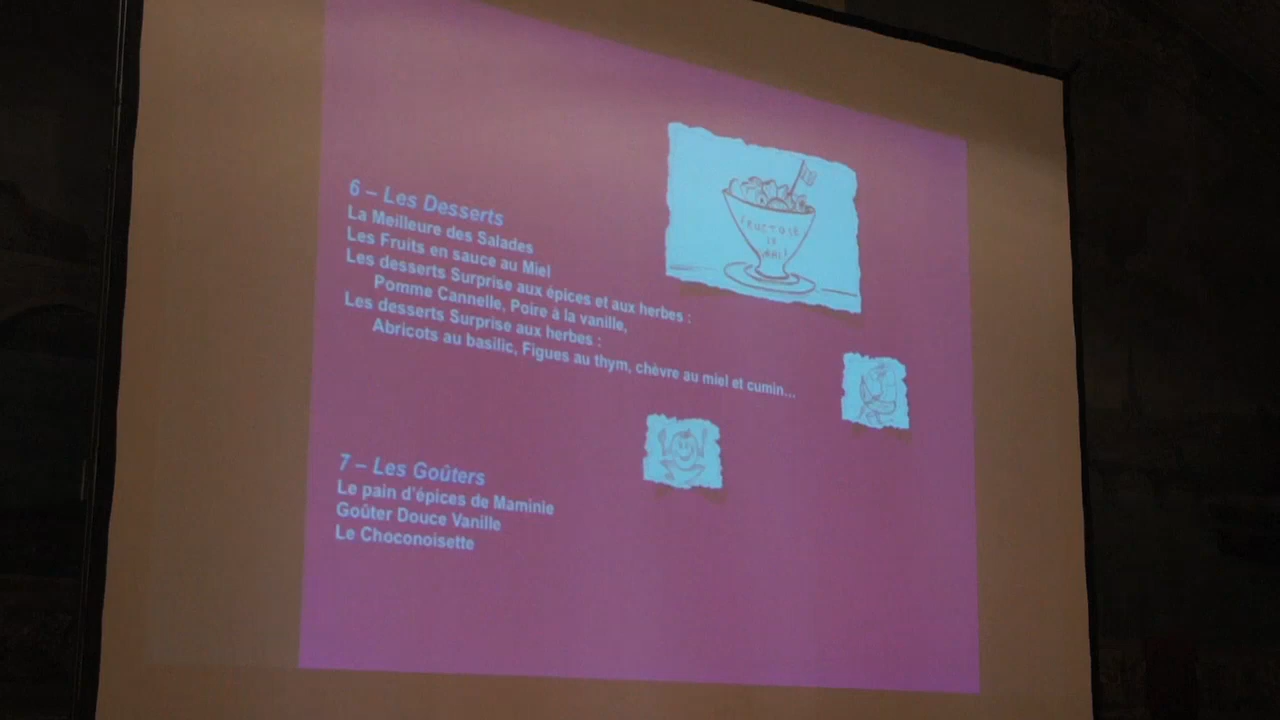 6 – Les Desserts
La Meilleure des Salades
Les Fruits en sauce au Miel
Les desserts Surprise aux épices et aux herbes :
Pomme Cannelle, Poire à la vanille,
Les desserts Surprise aux herbes :
Abricots au basilic, Figues au thym, chèvre au miel et cumin...
FRUCTOSE
IS
7 – Les Goûters
Le pain d'épices de Maminie
Goûter Douce Vanille
Le Choconoisette